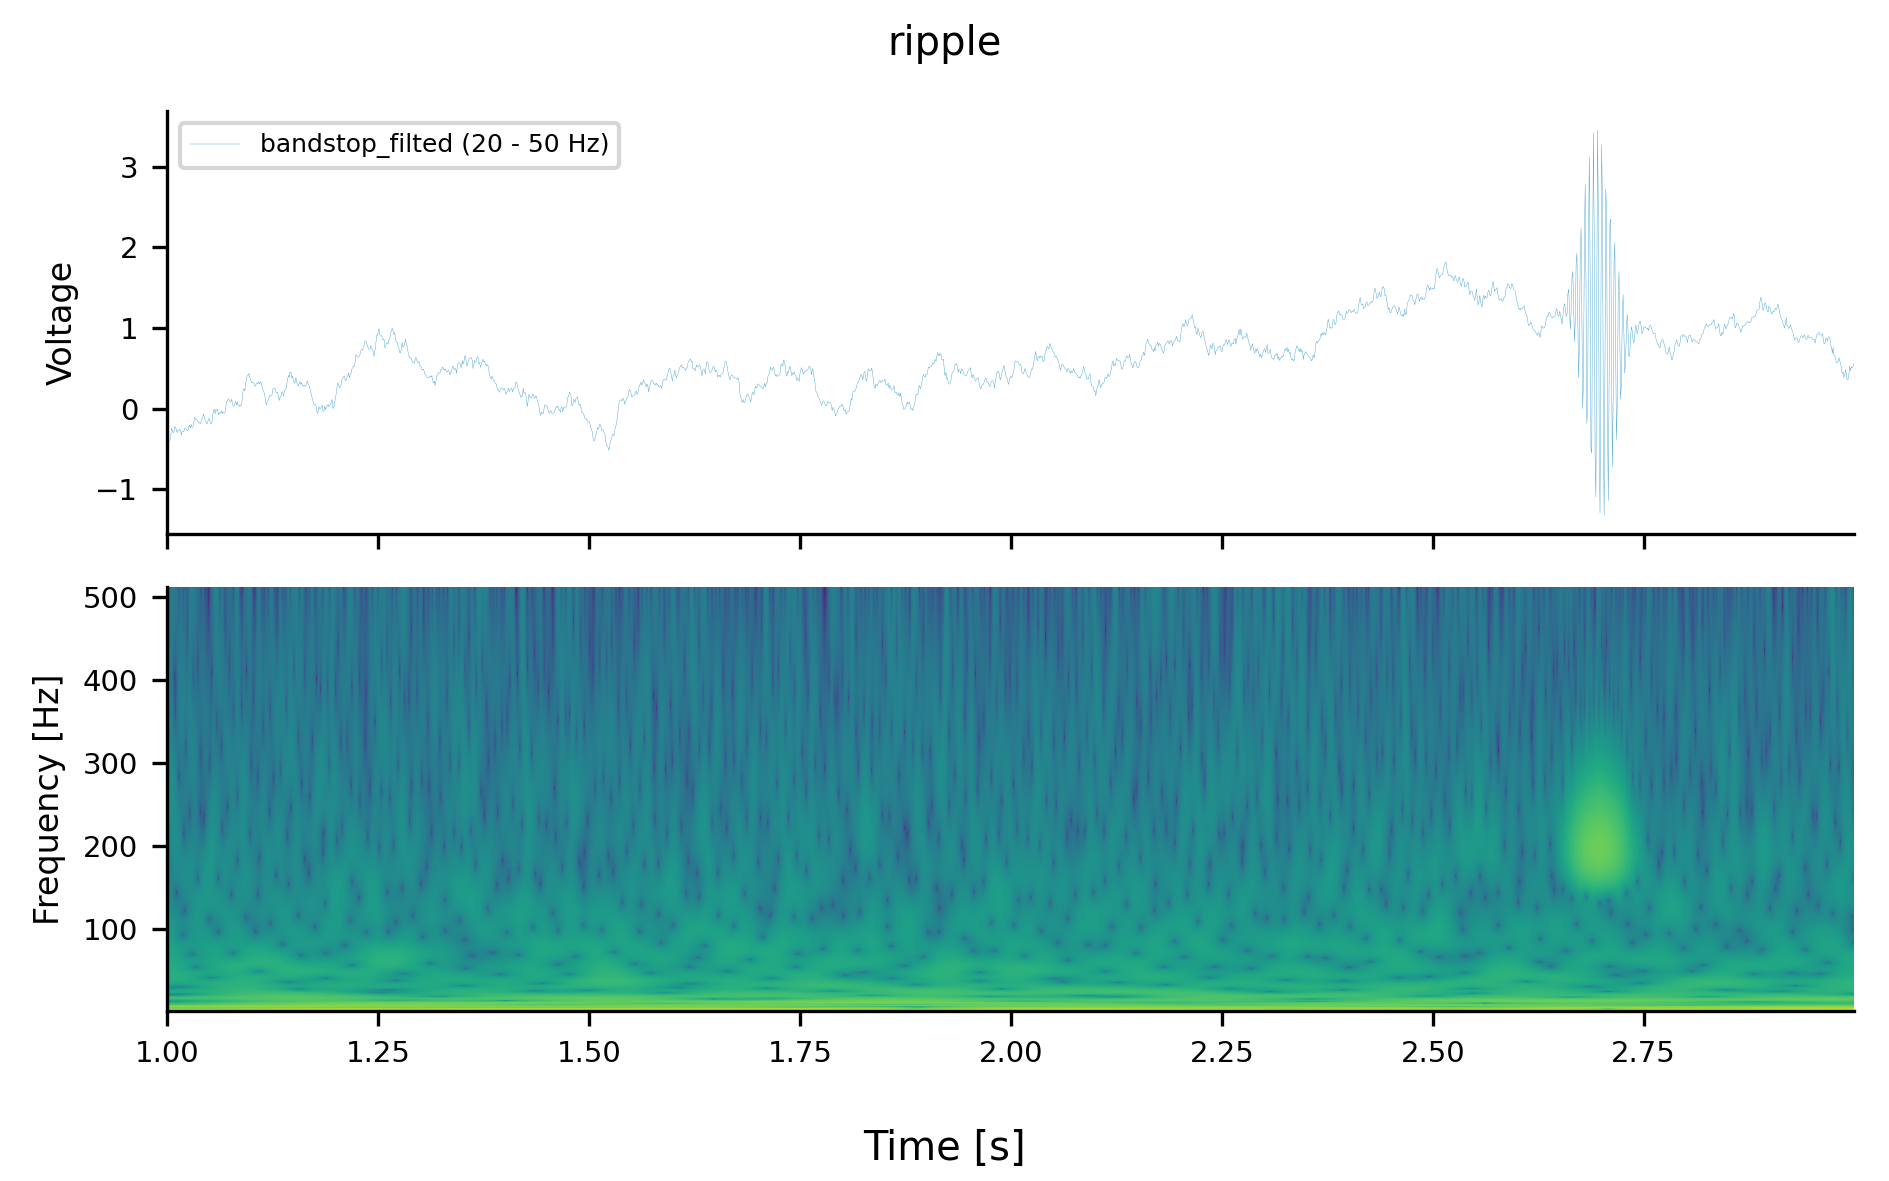 ripple
bandstop_filted (20 - 50 Hz)
Voltage
3
2
1
0
−1
Frequency [Hz]
500
400
300
200
100
1.00 1.25 1.50 1.75 2.00 2.25 2.50 2.75
Time [s]